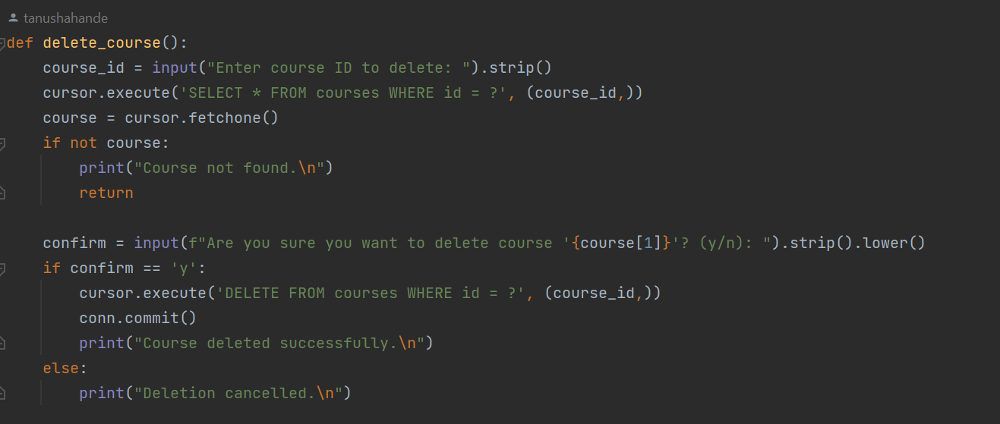 tanushahande
def delete_course():
    course_id = input("Enter course ID to delete: ").strip()
    cursor.execute('SELECT * FROM courses WHERE id = ?', (course_id,))
    course = cursor.fetchone()
    if not course:
        print("Course not found.\n")
        return

    confirm = input(f"Are you sure you want to delete course '{course[1]}'? (y/n): ").strip().lower()
    if confirm == 'y':
        cursor.execute('DELETE FROM courses WHERE id = ?', (course_id,))
        conn.commit()
        print("Course deleted successfully.\n")
    else:
        print("Deletion cancelled.\n")